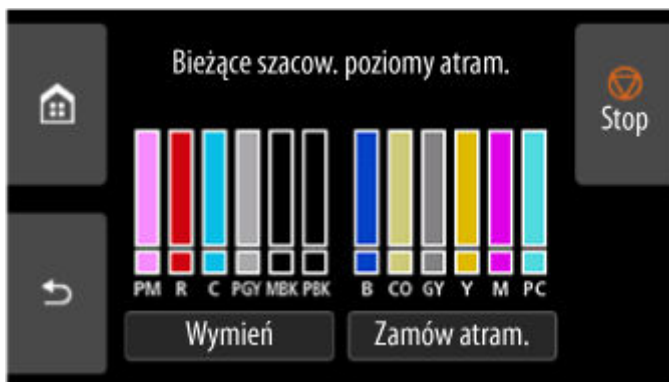 Bieżące szacow. poziomy atram.
Stop
PM R C PGY MBK PBK B CO GY Y M PC
Wymień
Zamów atram.